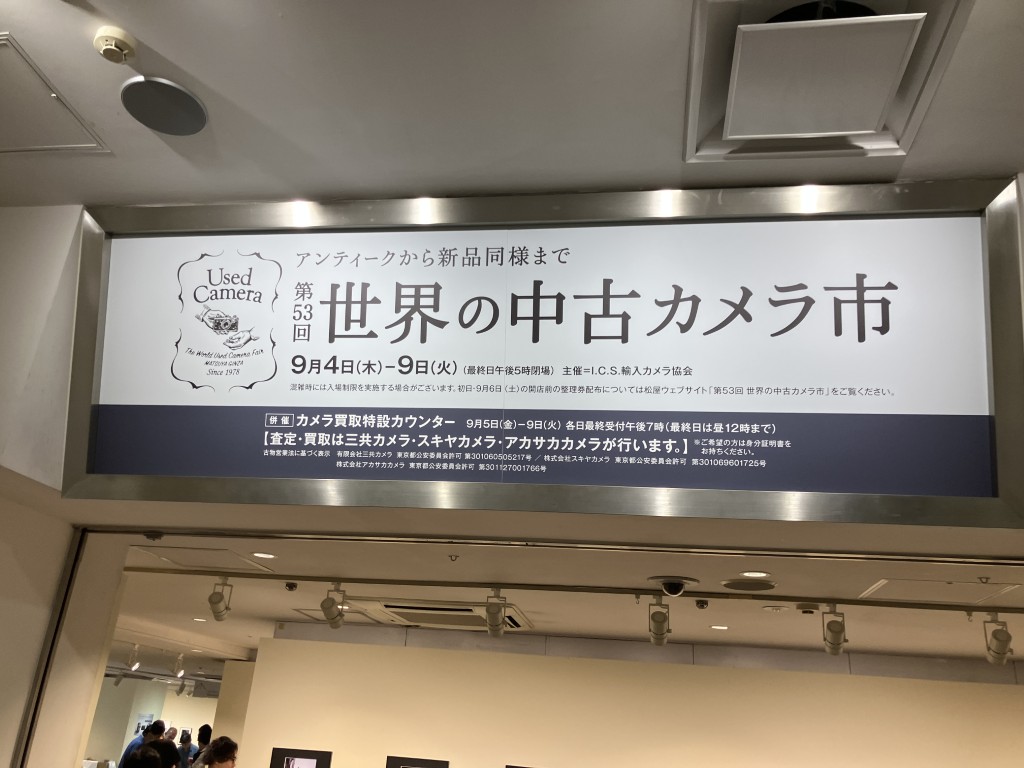 Used
Camera
The World Used Camera Fair
MATSUYA GINZA
Since 1978
アンティークから新品同様まで
第53回 世界の中古カメラ市
9月4日(木)−9日(火) (最終日午後5時閉場) 主催=I.C.S.輸入カメラ協会
混雑時には入場制限を実施する場合がございます。初日・9月6日(土)の開店前の整理券配布については松屋ウェブサイト「第53回 世界の中古カメラ市」をご覧ください。
併催 カメラ買取特設カウンター 9月5日(金)−9日(火) 各日最終受付午後7時(最終日は昼12時まで)
【査定・買取は三共カメラ・スキヤカメラ・アカサカカメラが行います。】 ※ご希望の方は身分証明書を
お持ちください。
古物営業法に基づく表示 有限会社三共カメラ 東京都公安委員会許可 第301060505217号 / 株式会社スキヤカメラ 東京都公安委員会許可 第301069601725号
株式会社アカサカカメラ 東京都公安委員会許可 第301127001766号